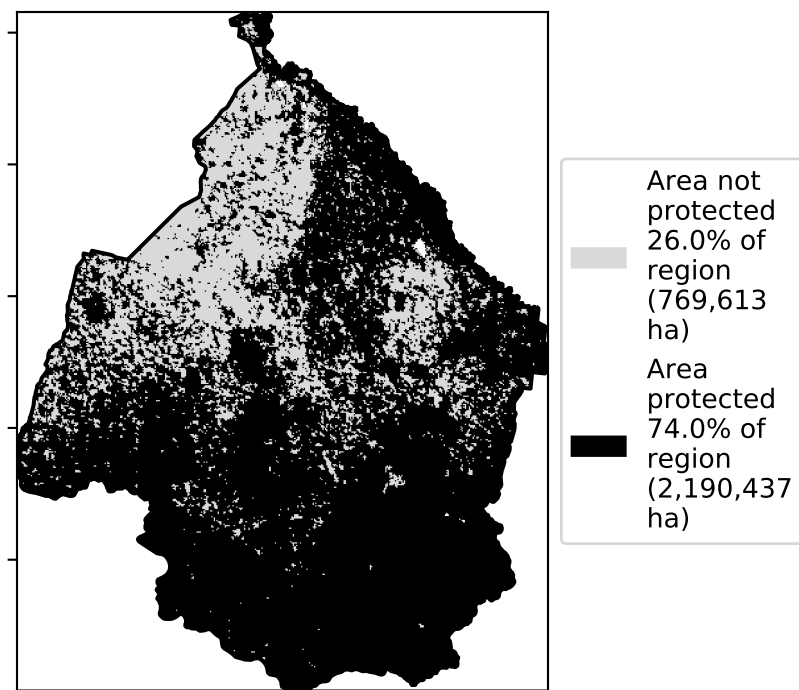 Area not
protected
26.0% of
region
(769,613
ha)
Area
protected
74.0% of
region
(2,190,437
ha)